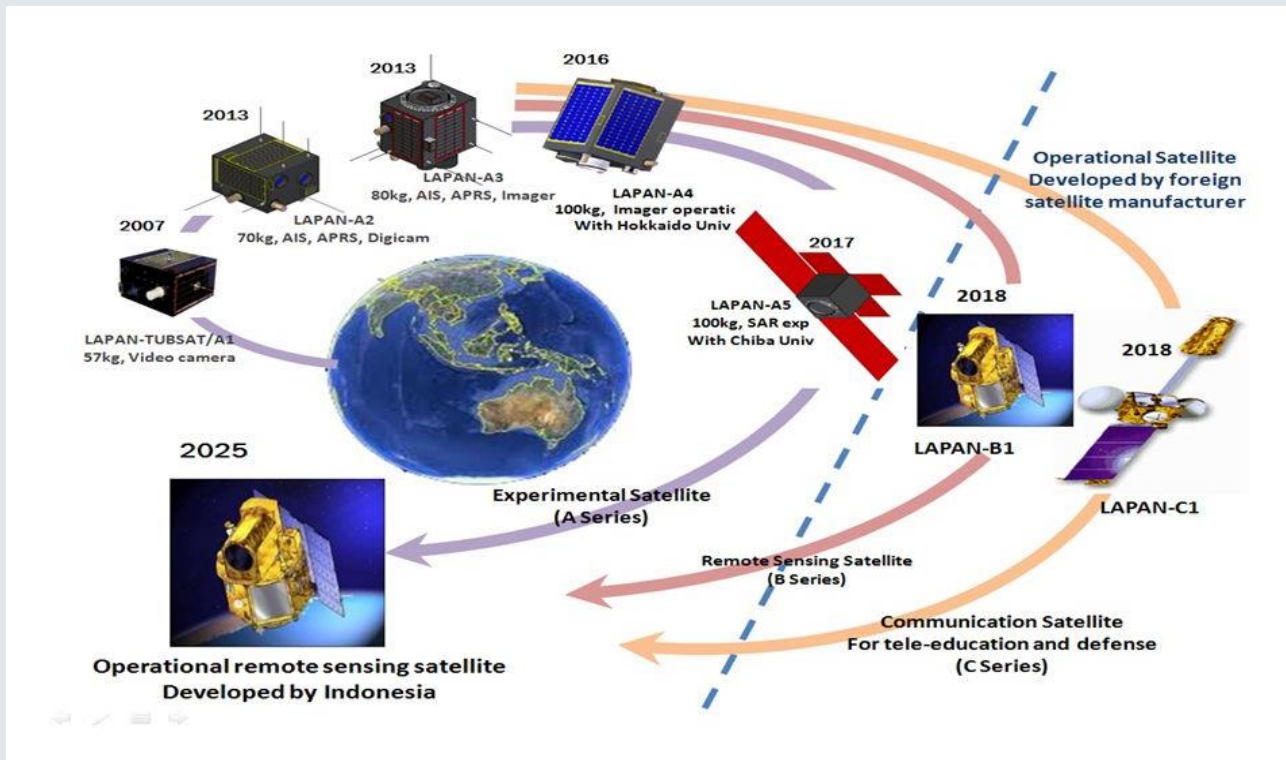 2007
LAPAN-TUBSAT/A1
57kg, Video camera
2013
LAPAN-A2
70kg, AIS, APRS, Digicam
2013
LAPAN-A3
80kg, AIS, APRS, Imager
2016
LAPAN-A4
100kg, Imager operatic
With Hokkaido Univ
2017
LAPAN-A5
100kg, SAR exp
With Chiba Univ
Operational Satellite
Developed by foreign
satellite manufacturer
2018
LAPAN-B1
2018
LAPAN-C1
Experimental Satellite
(A Series)
Remote Sensing Satellite
(B Series)
Communication Satellite
For tele-education and defense
(C Series)
2025
Operational remote sensing satellite
Developed by Indonesia